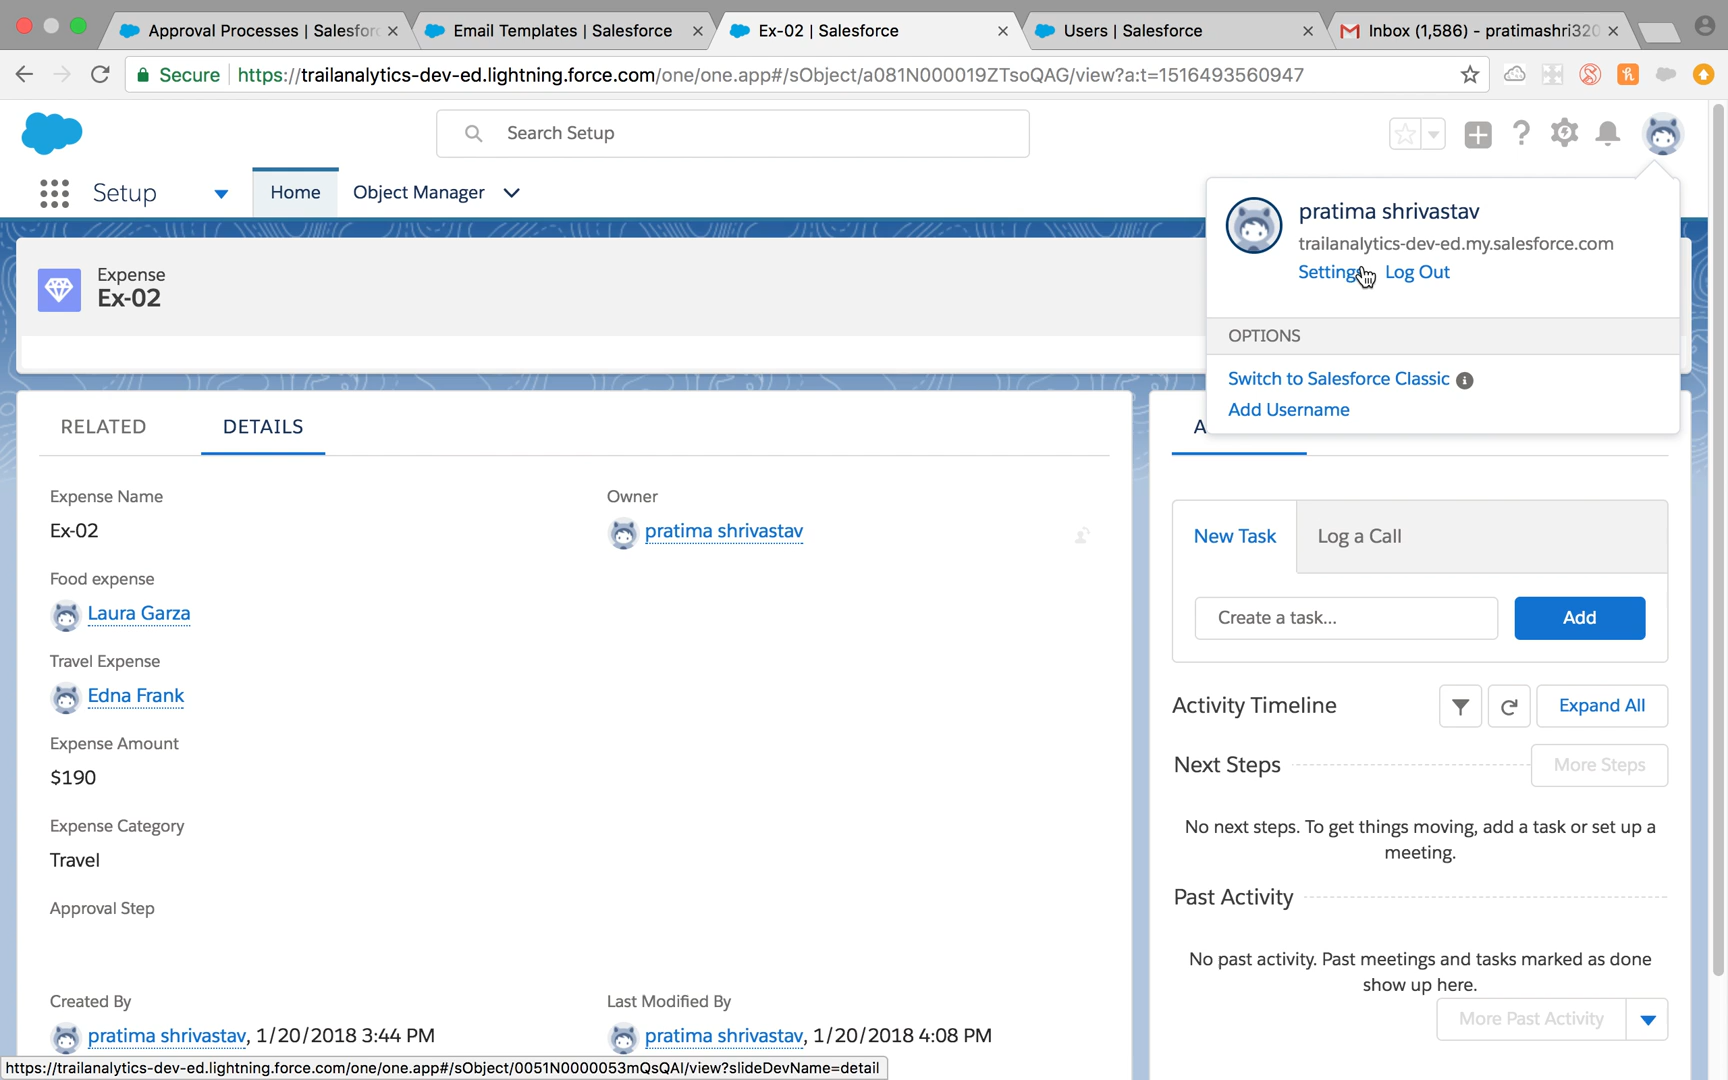 Approval Processes | Salesfor
Email Templates | Salesforce
Ex-02 | Salesforce
Users | Salesforce
Inbox (1,586) - pratimashri320
Secure
https://trailanalytics-dev-ed.lightning.force.com/one/one.app#/sObject/a081N000019ZTsoQAG/view?a:t=1516493560947
Search Setup
Setup
Home
Object Manager
pratima shrivastav
trailanalytics-dev-ed.my.salesforce.com
Settings
Log Out
OPTIONS
Switch to Salesforce Classic
Add Username
Expense
Ex-02
RELATED
DETAILS
A
Expense Name
Ex-02
Owner
pratima shrivastav
Food expense
Laura Garza
Travel Expense
Edna Frank
Expense Amount
$190
Expense Category
Travel
Approval Step
Created By
pratima shrivastav, 1/20/2018 3:44 PM
Last Modified By
pratima shrivastav, 1/20/2018 4:08 PM
New Task
Log a Call
Create a task...
Add
Activity Timeline
Expand All
Next Steps
More Steps
No next steps. To get things moving, add a task or set up a
meeting.
Past Activity
No past activity. Past meetings and tasks marked as done
show up here.
More Past Activity
https://trailanalytics-dev-ed.lightning.force.com/one/one.app#/sObject/0051N0000053mQsQAI/view?slideDevName=detail